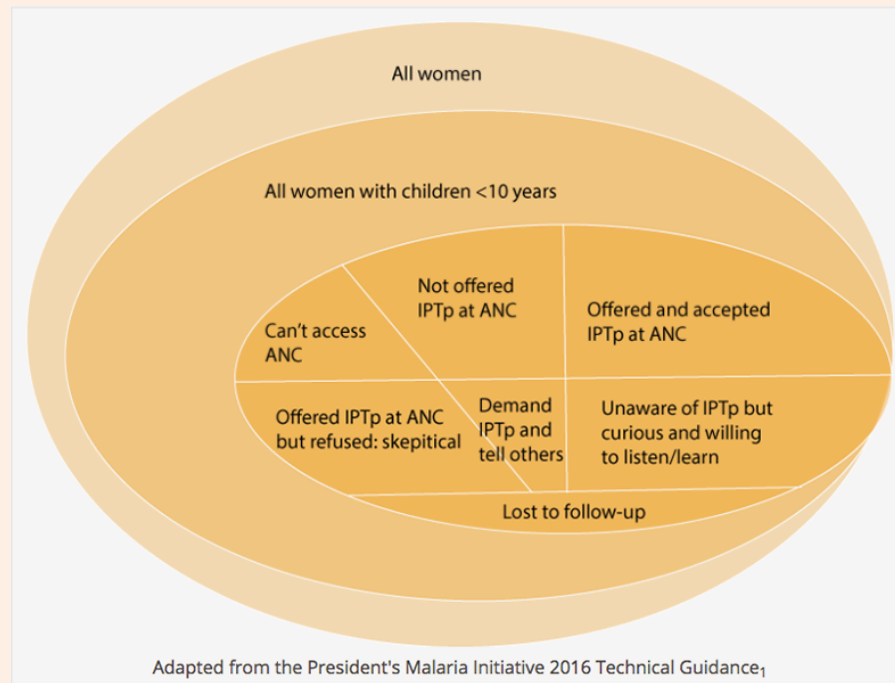 All women
All women with children <10 years
Not offered
IPTp at ANC
Offered and accepted
IPTp at ANC
Can't access
ANC
Offered IPTp at ANC
but refused: skepitical
Demand
IPTp and
tell others
Unaware of IPTp but
curious and willing
to listen/learn
Lost to follow-up
Adapted from the President's Malaria Initiative 2016 Technical Guidance1